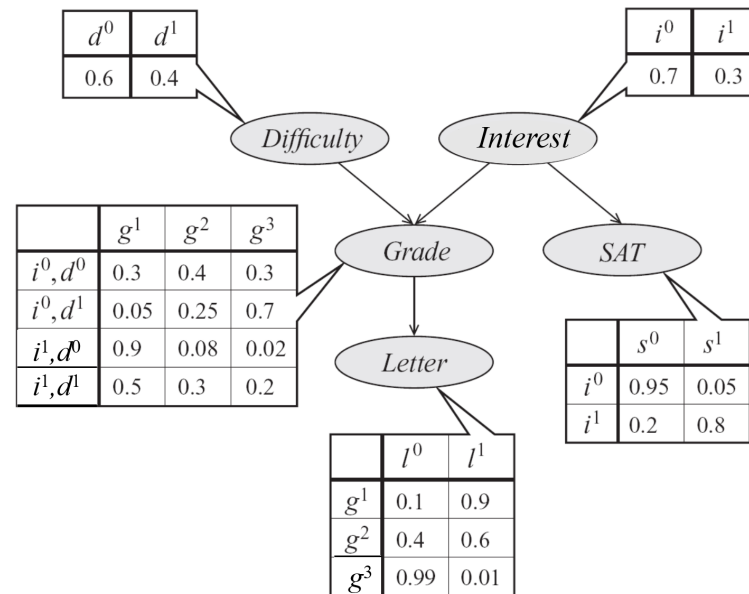 d⁰ d¹
0.6 0.4
i⁰ i¹
0.7 0.3
Difficulty
Interest
g¹ g² g³
i⁰,d⁰ 0.3 0.4 0.3
i⁰,d¹ 0.05 0.25 0.7
i¹,d⁰ 0.9 0.08 0.02
i¹,d¹ 0.5 0.3 0.2
Grade
SAT
Letter
s⁰ s¹
i⁰ 0.95 0.05
i¹ 0.2 0.8
l⁰ l¹
g¹ 0.1 0.9
g² 0.4 0.6
g³ 0.99 0.01